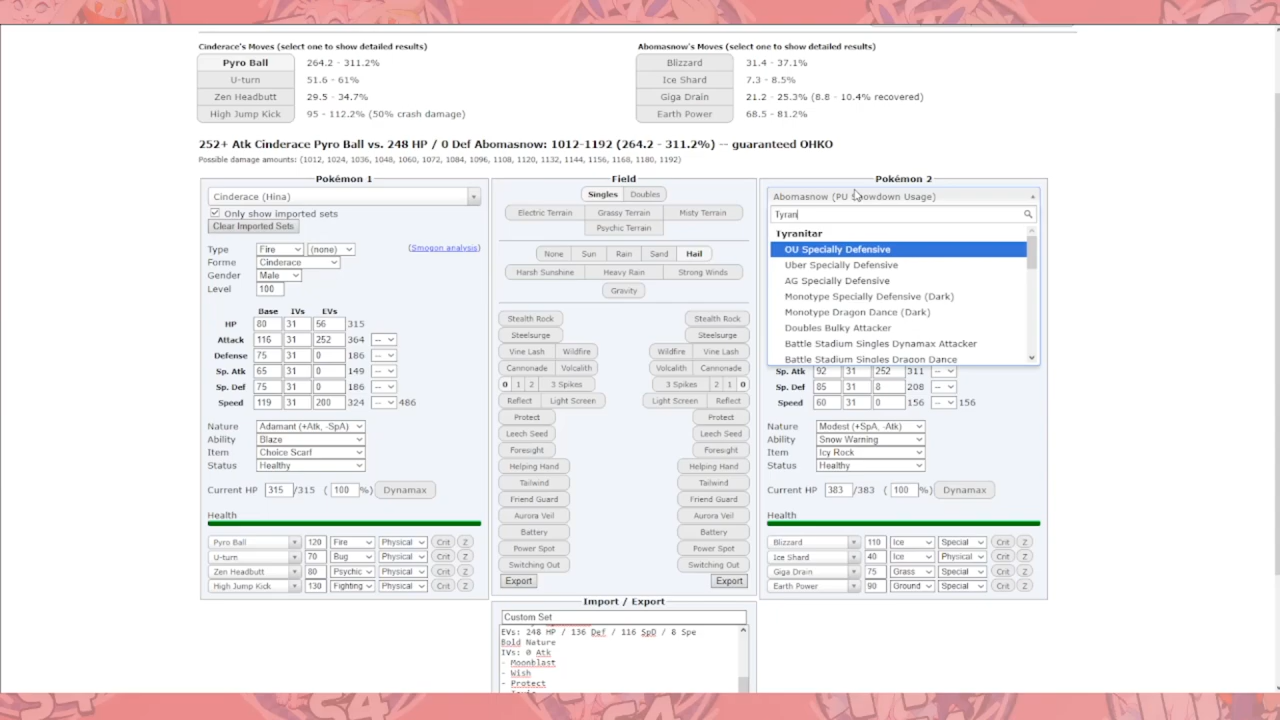 Cinderace's Moves (select one to show detailed results)
Pyro Ball 264.2 - 311.2%
U-turn 51.6 - 61%
Zen Headbutt 29.5 - 34.7%
High Jump Kick 95 - 112.2% (50% crash damage)
Abomasnow's Moves (select one to show detailed results)
Blizzard 31.4 - 37.1%
Ice Shard 7.3 - 8.5%
Giga Drain 21.2 - 25.3% (8.8 - 10.4% recovered)
Earth Power 68.5 - 81.2%
252+ Atk Cinderace Pyro Ball vs. 248 HP / 0 Def Abomasnow: 1012-1192 (264.2 - 311.2%) -- guaranteed OHKO
Possible damage amounts: (1012, 1024, 1036, 1048, 1060, 1072, 1084, 1096, 1108, 1120, 1132, 1144, 1156, 1168, 1180, 1192)
Pokémon 1
Cinderace (Hina)
Only show imported sets
Clear Imported Sets
Type Fire (none) (Smogon analysis)
Forme Cinderace
Gender Male
Level 100
Base IVs EVs
HP 80 31 56 315
Attack 116 31 252 364 --
Defense 75 31 0 186 --
Sp. Atk 65 31 0 149 --
Sp. Def 75 31 0 186 --
Speed 119 31 200 324 -- 486
Nature Adamant (+Atk, -SpA)
Ability Blaze
Item Choice Scarf
Status Healthy
Current HP 315 /315 ( 100 %) Dynamax
Health
Pyro Ball 120 Fire Physical Crit Z
U-turn 70 Bug Physical Crit Z
Zen Headbutt 80 Psychic Physical Crit Z
High Jump Kick 130 Fighting Physical Crit Z
Field
Singles Doubles
Electric Terrain Grassy Terrain Misty Terrain
Psychic Terrain
None Sun Rain Sand Hail
Harsh Sunshine Heavy Rain Strong Winds
Gravity
Stealth Rock Stealth Rock
Steelsurge Steelsurge
Vine Lash Wildfire Wildfire Vine Lash
Cannonade Volcalith Volcalith Cannonade
0 1 2 3 Spikes 3 Spikes 2 1 0
Reflect Light Screen Light Screen Reflect
Protect Protect
Leech Seed Leech Seed
Foresight Foresight
Helping Hand Helping Hand
Tailwind Tailwind
Friend Guard Friend Guard
Aurora Veil Aurora Veil
Battery Battery
Power Spot Power Spot
Switching Out Switching Out
Export Export
Import / Export
Custom Set
EVs: 248 HP / 136 Def / 116 SpD / 8 Spe
Bold Nature
IVs: 0 Atk
- Moonblast
- Wish
- Protect
Pokémon 2
Abomasnow (PU Showdown Usage)
Tyran
Tyranitar
OU Specially Defensive
Uber Specially Defensive
AG Specially Defensive
Monotype Specially Defensive (Dark)
Monotype Dragon Dance (Dark)
Doubles Bulky Attacker
Battle Stadium Singles Dynamax Attacker
Battle Stadium Singles Dragon Dance
Sp. Atk 92 31 252 311 --
Sp. Def 85 31 8 208 --
Speed 60 31 0 156 -- 156
Nature Modest (+SpA, -Atk)
Ability Snow Warning
Item Icy Rock
Status Healthy
Current HP 383 /383 ( 100 %) Dynamax
Health
Blizzard 110 Ice Special Crit Z
Ice Shard 40 Ice Physical Crit Z
Giga Drain 75 Grass Special Crit Z
Earth Power 90 Ground Special Crit Z